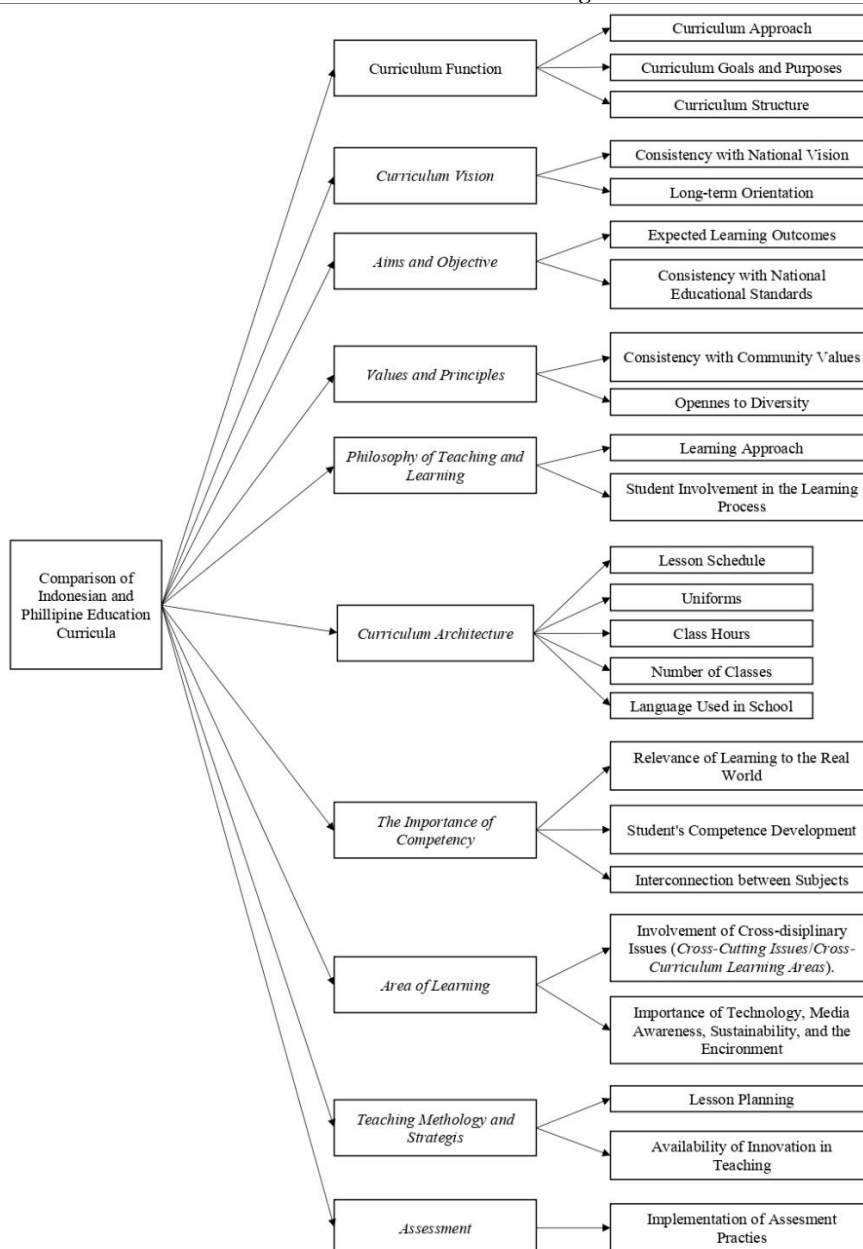 Curriculum Function
Curriculum Approach
Curriculum Goals and Purposes
Curriculum Structure
Curriculum Vision
Consistency with National Vision
Long-term Orientation
Aims and Objective
Expected Learning Outcomes
Consistency with National
Educational Standards
Values and Principles
Consistency with Community Values
Opennes to Diversity
Philosophy of Teaching and
Learning
Learning Approach
Student Involvement in the Learning
Process
Comparison of
Indonesian and
Phillipine Education
Curricula
Curriculum Architecture
Lesson Schedule
Uniforms
Class Hours
Number of Classes
Language Used in School
The Importance of
Competency
Relevance of Learning to the Real
World
Student's Competence Development
Interconnection between Subjects
Area of Learning
Involvement of Cross-disiplinary
Issues (Cross-Cutting Issues/Cross-
Curriculum Learning Areas).
Importance of Technology, Media
Awareness, Sustainability, and the
Encironment
Teaching Methology and
Strategis
Lesson Planning
Availability of Innovation in
Teaching
Assessment
Implementation of Assesment
Practies